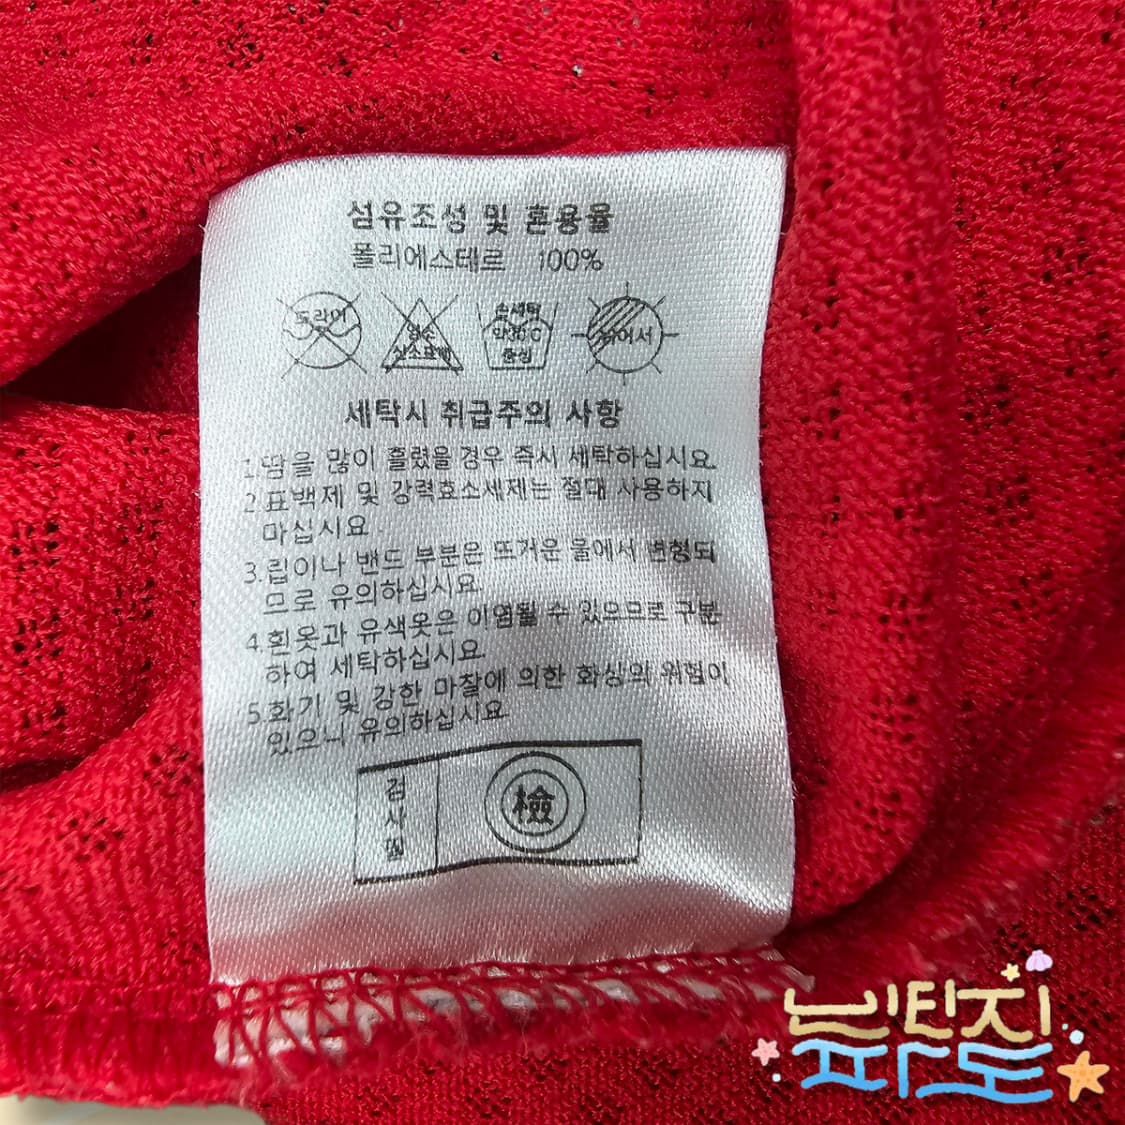 섬유조성 및 혼용율
폴리에스테르 100%
드라이
염소
산소표백
손세탁
약30°C
중성
뉘어서
세탁시 취급주의 사항
1.땀을 많이 흘렸을 경우 즉시 세탁하십시요.
2.표백제 및 강력효소세제는 절대 사용하지
마십시요.
3.립이나 밴드 부분은 뜨거운 물에서 변형되
므로 유의하십시요
4.흰옷과 유색옷은 이염될 수 있으므로 구분
하여 세탁하십시요
5.화기 및 강한 마찰에 의한 화상의 위험이
있으니 유의하십시요
검사필
檢
빈티지
파도